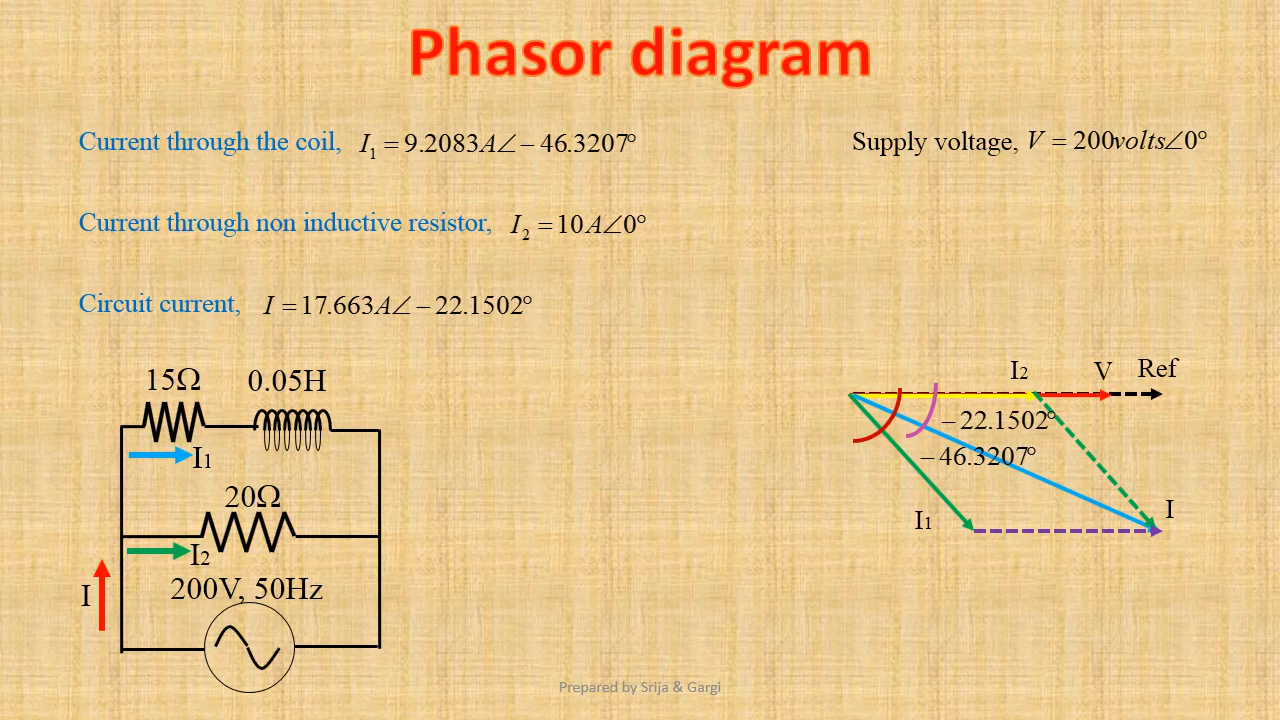 Phasor diagram
Current through the coil, I₁ = 9.2083A∠ – 46.3207°
Supply voltage, V = 200volts∠0°
Current through non inductive resistor, I₂ = 10A∠0°
Circuit current, I = 17.663A∠ – 22.1502°
15Ω 0.05H
I₁
20Ω
I₂
I
200V, 50Hz
I₂ V Ref
– 22.1502°
– 46.3207°
I₁
I
Prepared by Srija & Gargi